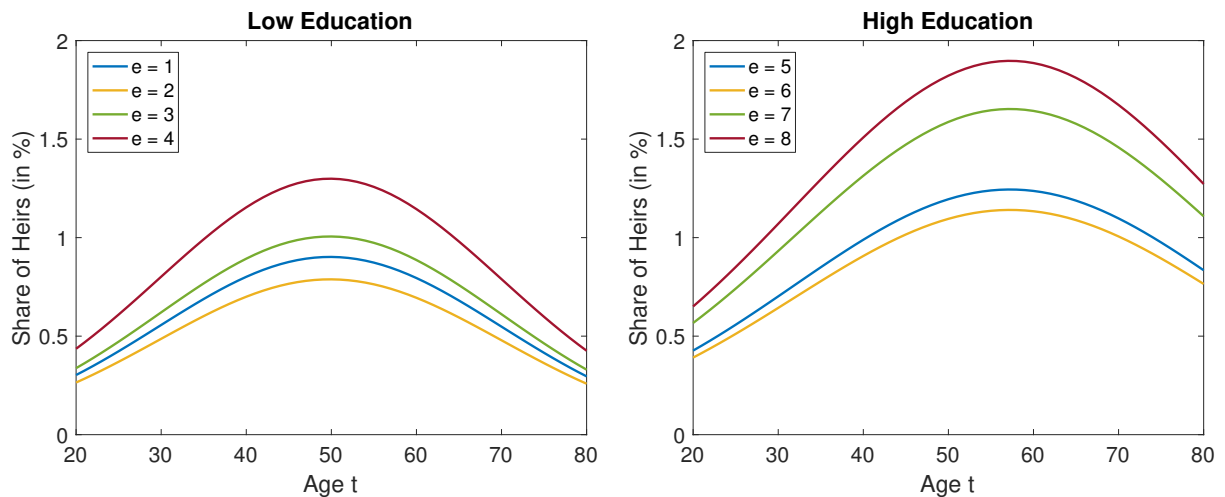 Low Education
2
1.5
1
0.5
0
Share of Heirs (in %)
e = 1
e = 2
e = 3
e = 4
20 30 40 50 60 70 80
Age t
High Education
2
1.5
1
0.5
0
Share of Heirs (in %)
e = 5
e = 6
e = 7
e = 8
20 30 40 50 60 70 80
Age t